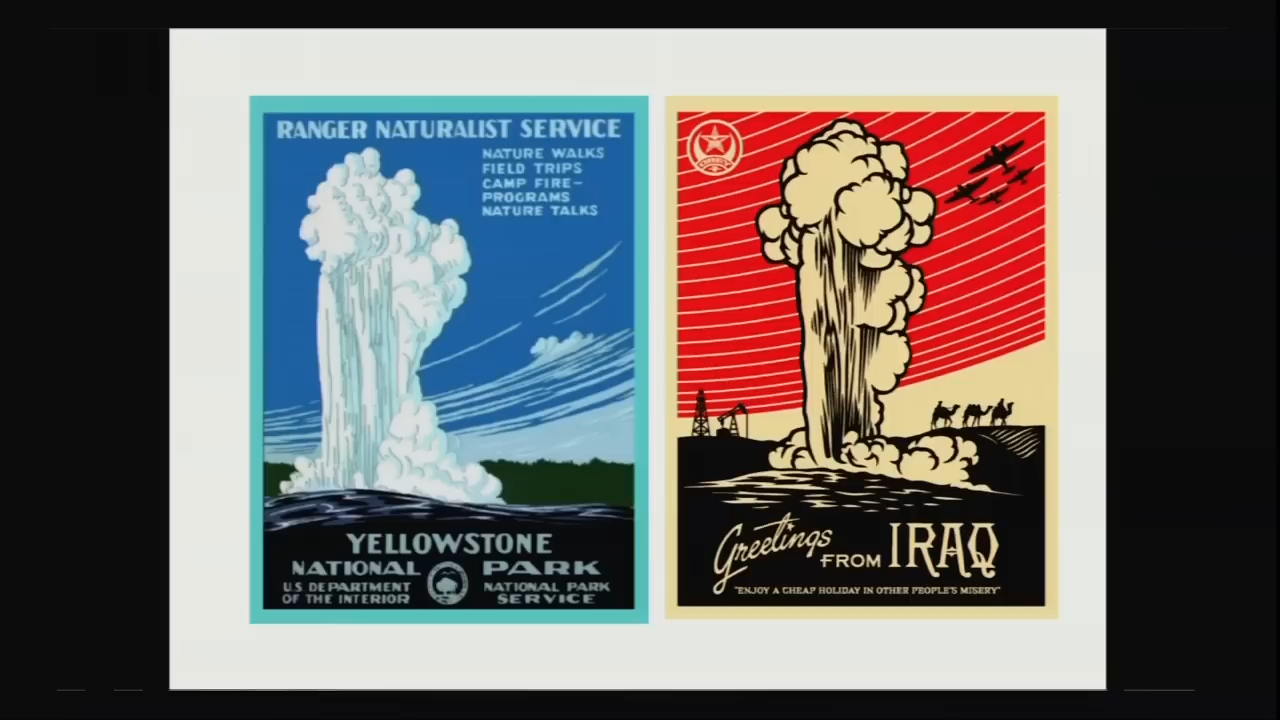 RANGER NATURALIST SERVICE
NATURE WALKS
FIELD TRIPS
CAMP FIRE-
PROGRAMS
NATURE TALKS
YELLOWSTONE
NATIONAL PARK
U.S. DEPARTMENT
OF THE INTERIOR
NATIONAL PARK
SERVICE
Greetings FROM IRAQ
"ENJOY A CHEAP HOLIDAY IN OTHER PEOPLE'S MISERY"